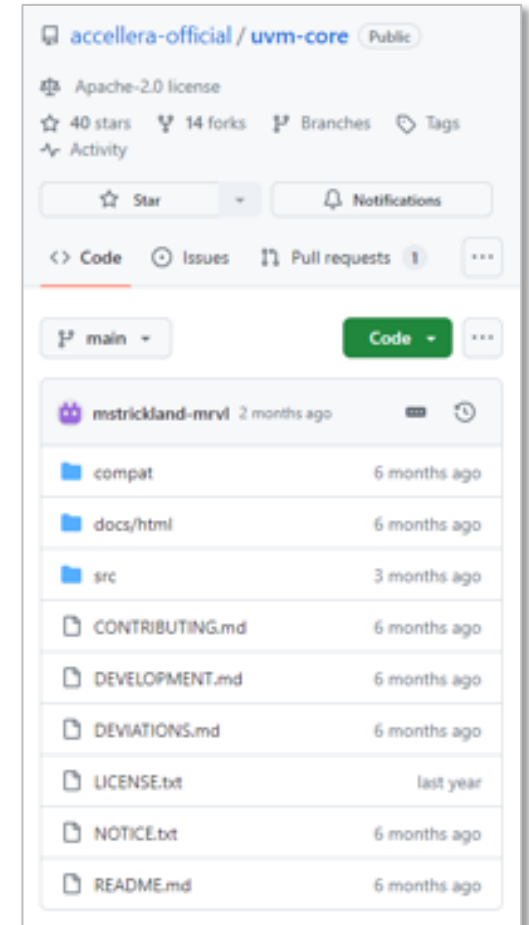 accellera-official / uvm-core Public
Apache-2.0 license
40 stars 14 forks Branches Tags
Activity
Star Notifications
<> Code Issues Pull requests 1 ...
main Code ...
mstrickland-mrvl 2 months ago
compat 6 months ago
docs/html 6 months ago
src 3 months ago
CONTRIBUTING.md 6 months ago
DEVELOPMENT.md 6 months ago
DEVIATIONS.md 6 months ago
LICENSE.txt last year
NOTICE.txt 6 months ago
README.md 6 months ago